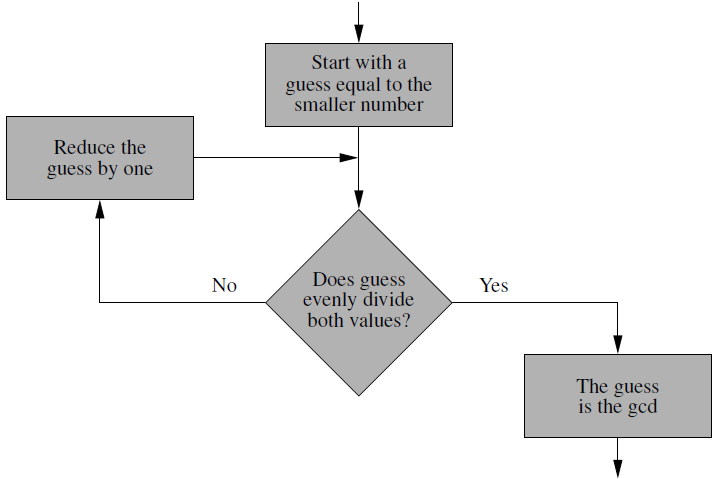 Start with a
guess equal to the
smaller number
Reduce the
guess by one
No
Does guess
evenly divide
both values?
Yes
The guess
is the gcd